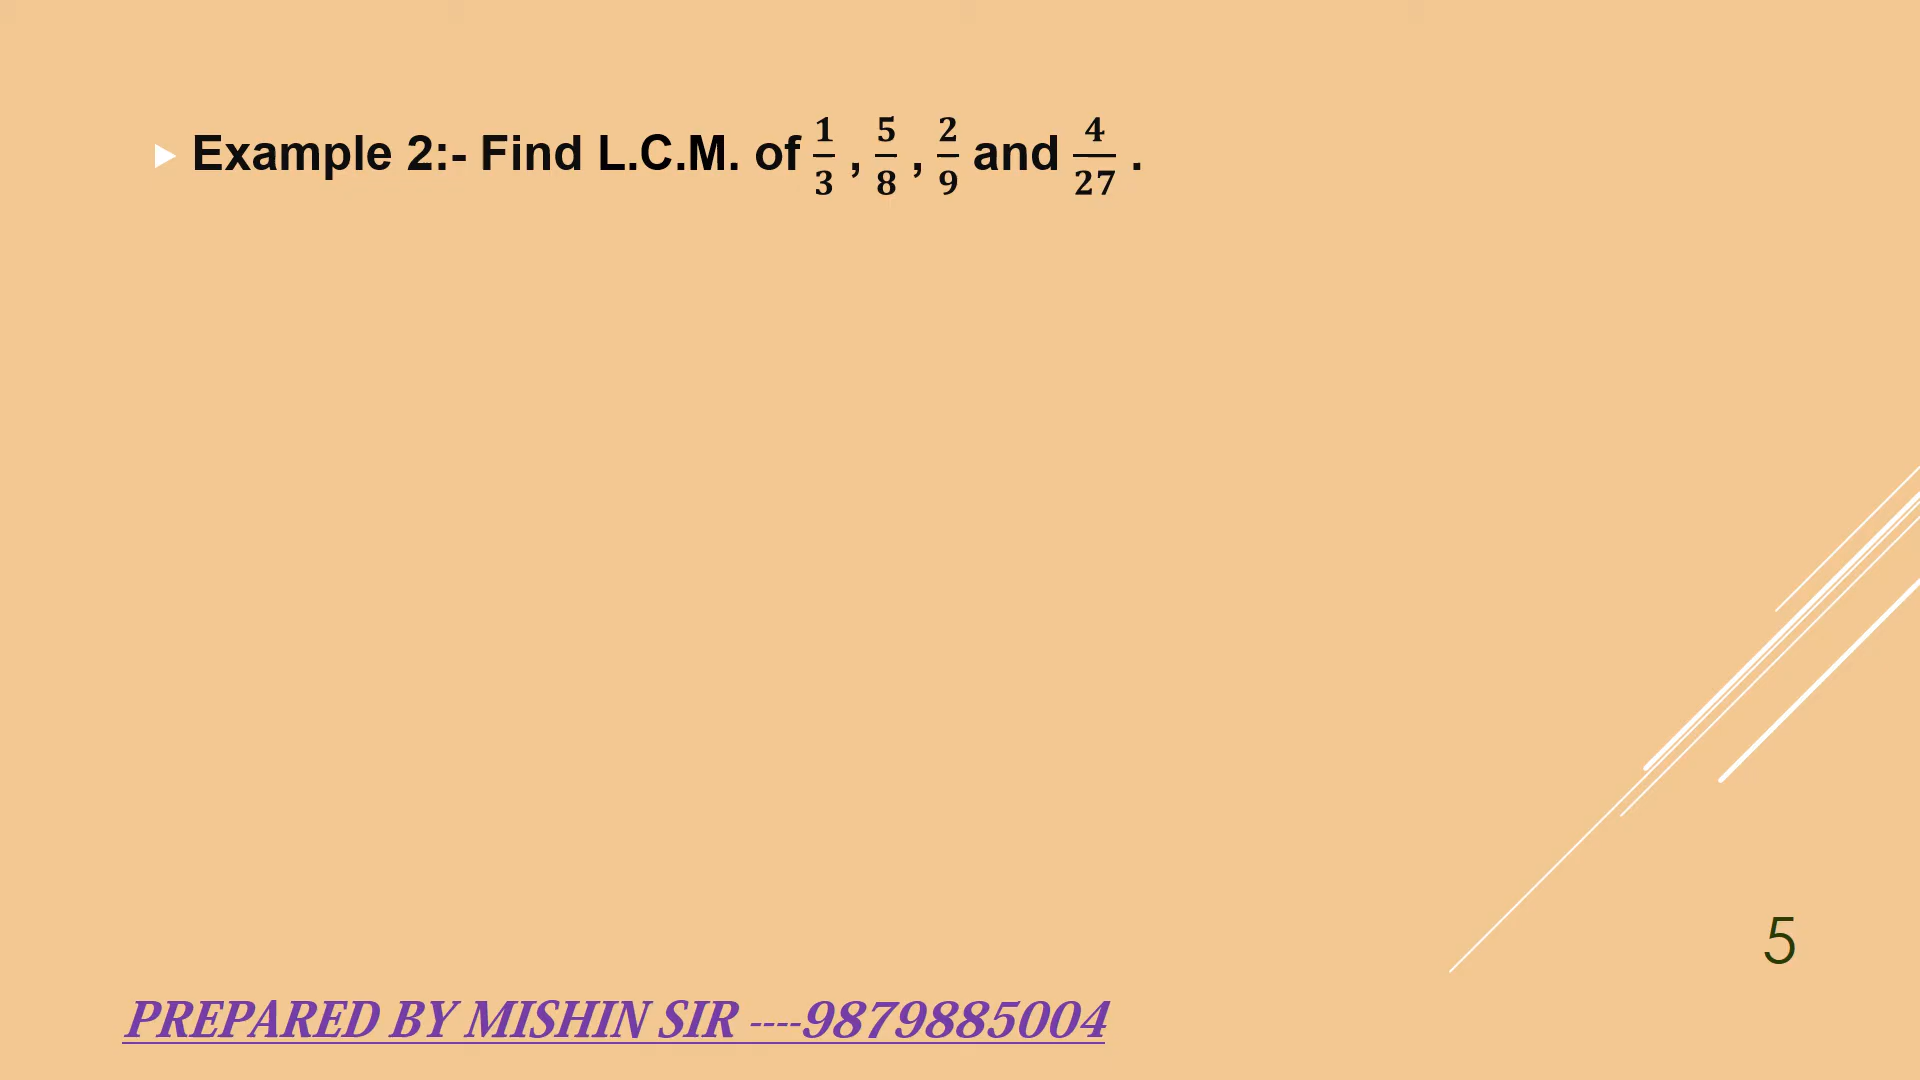 Example 2:- Find L.C.M. of 1/3 , 5/8 , 2/9 and 4/27 .
5
PREPARED BY MISHIN SIR ----9879885004